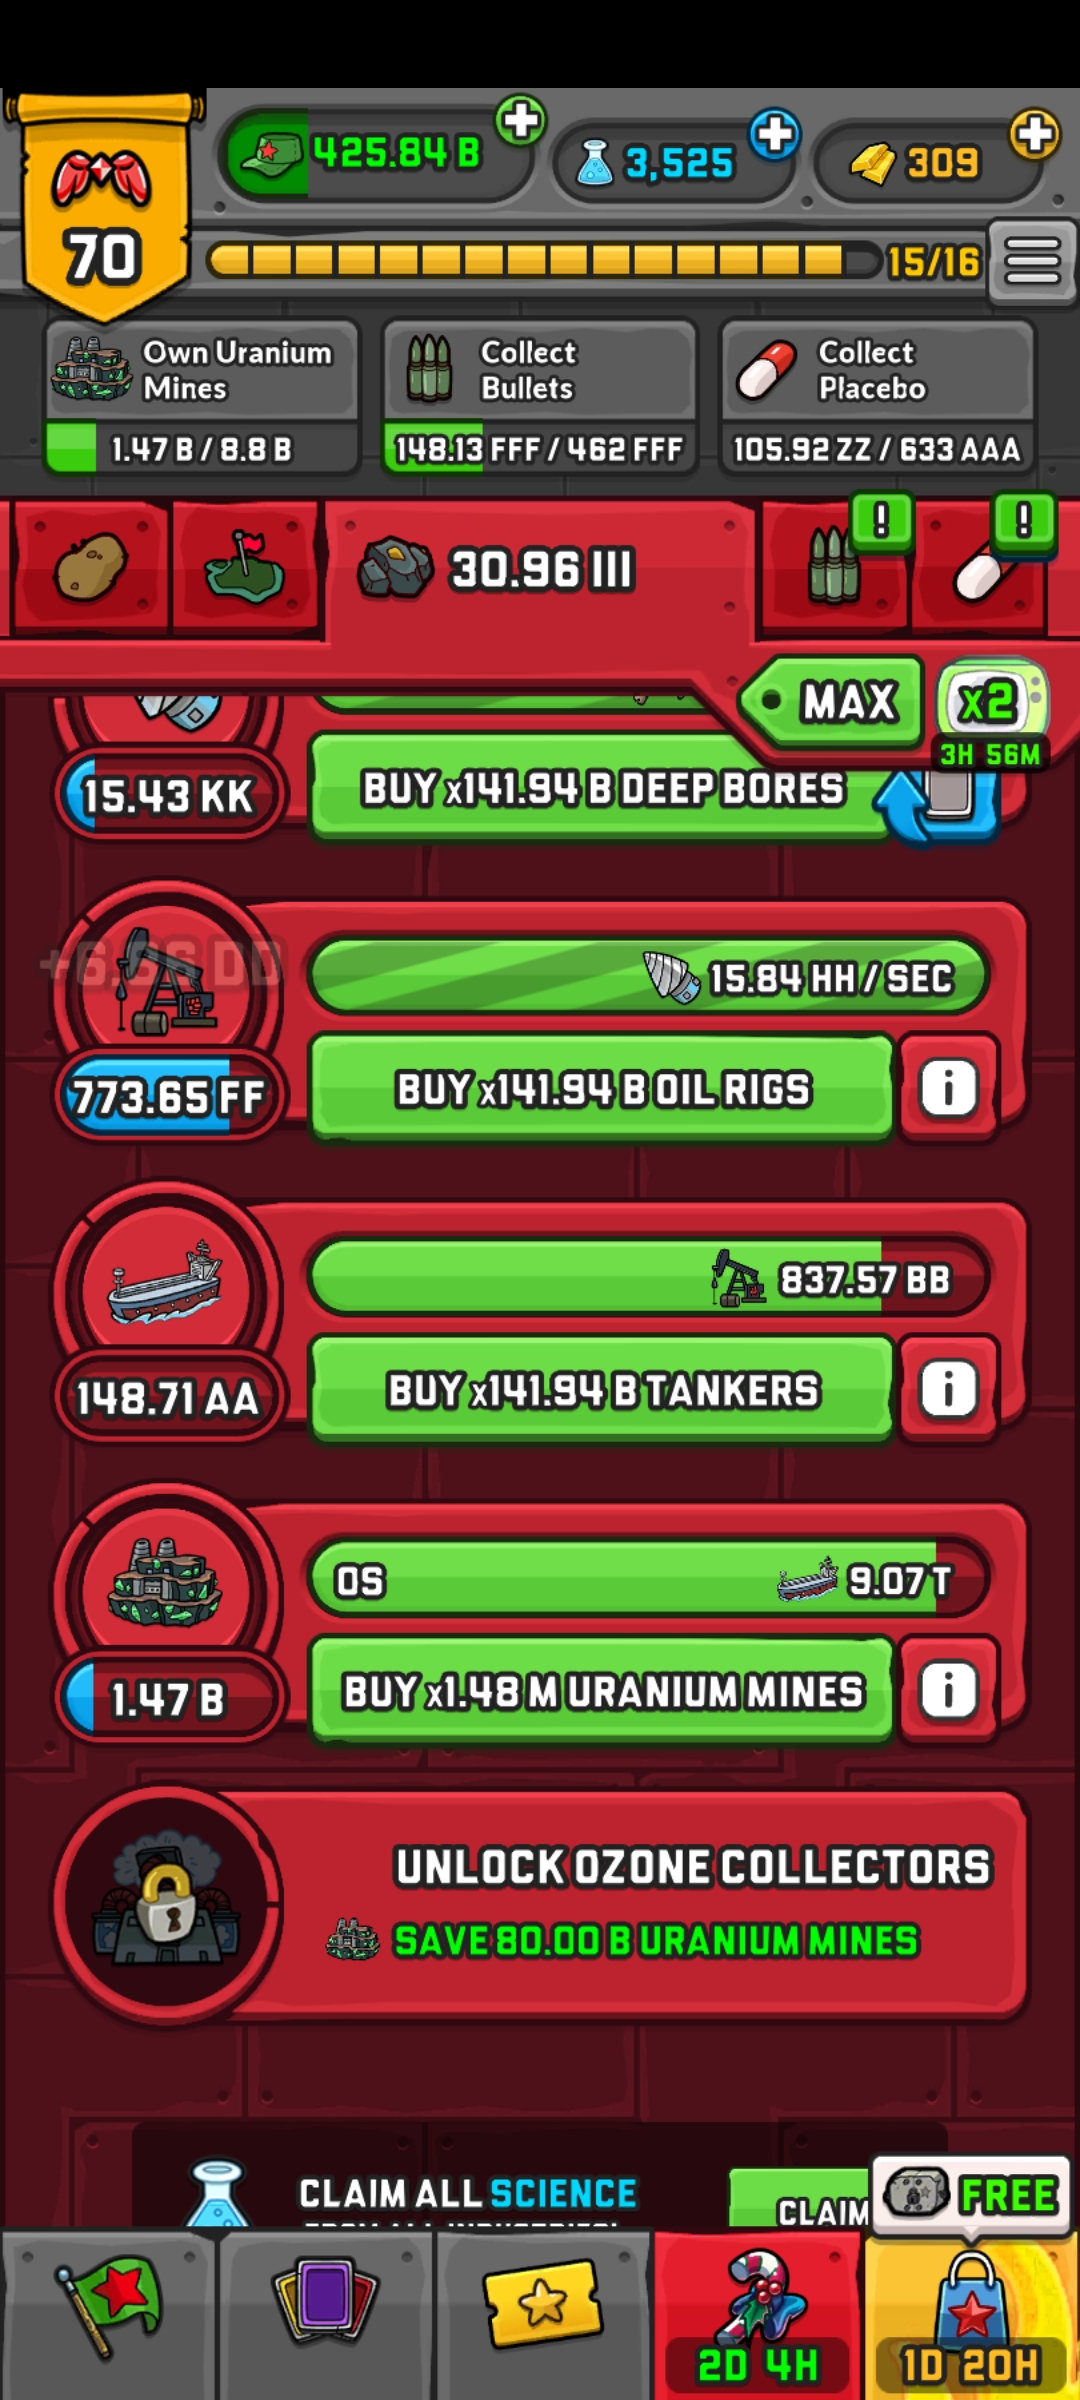 425.84 B
3,525
309
70
15/16
Own Uranium
Mines
1.47 B / 8.8 B
Collect
Bullets
148.13 FFF / 462 FFF
Collect
Placebo
105.92 ZZ / 633 AAA
30.96 III
!
!
MAX
x2
3H 56M
15.43 KK
BUY x141.94 B DEEP BORES
+6.66 DD
15.84 HH / SEC
773.65 FF
BUY x141.94 B OIL RIGS
i
837.57 BB
148.71 AA
BUY x141.94 B TANKERS
i
0S
9.07 T
1.47 B
BUY x1.48 M URANIUM MINES
i
UNLOCK OZONE COLLECTORS
SAVE 80.00 B URANIUM MINES
CLAIM ALL SCIENCE
CLAIM
FREE
2D 4H
1D 20H